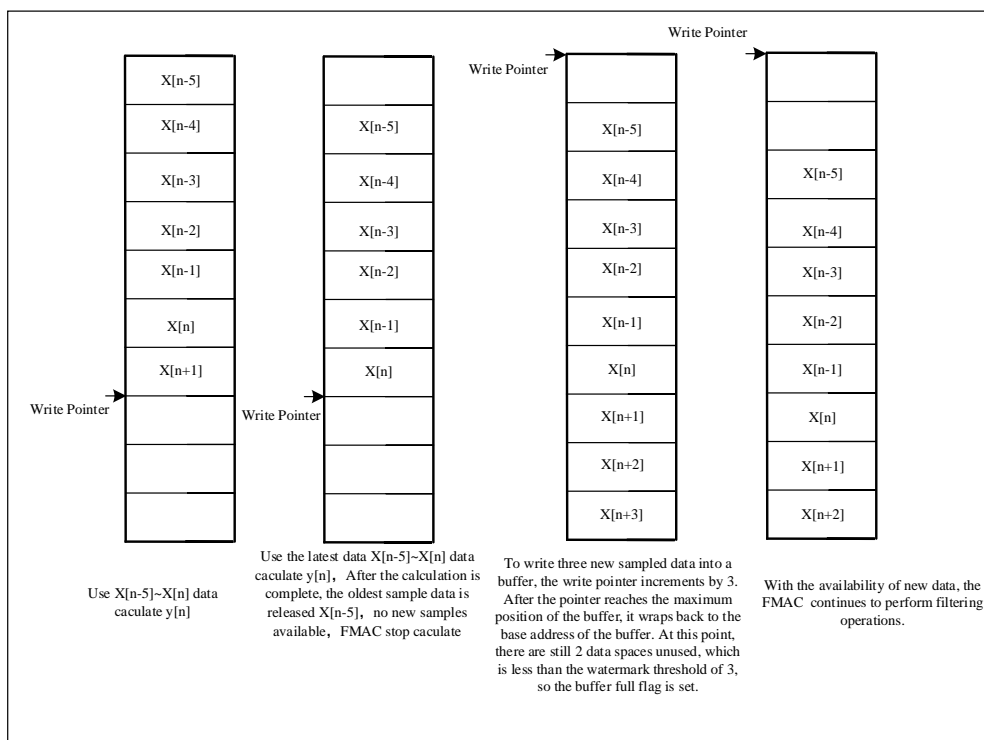 X[n-5]
X[n-4]
X[n-3]
X[n-2]
X[n-1]
X[n]
X[n+1]
Write Pointer
Use X[n-5]~X[n] data
caculate y[n]
X[n-5]
X[n-4]
X[n-3]
X[n-2]
X[n-1]
X[n]
Write Pointer
Use the latest data X[n-5]~X[n] data
caculate y[n], After the calculation is
complete, the oldest sample data is
released X[n-5], no new samples
available, FMAC stop caculate
Write Pointer
X[n-5]
X[n-4]
X[n-3]
X[n-2]
X[n-1]
X[n]
X[n+1]
X[n+2]
X[n+3]
To write three new sampled data into a
buffer, the write pointer increments by 3.
After the pointer reaches the maximum
position of the buffer, it wraps back to the
base address of the buffer. At this point,
there are still 2 data spaces unused, which
is less than the watermark threshold of 3,
so the buffer full flag is set.
Write Pointer
X[n-5]
X[n-4]
X[n-3]
X[n-2]
X[n-1]
X[n]
X[n+1]
X[n+2]
With the availability of new data, the
FMAC continues to perform filtering
operations.